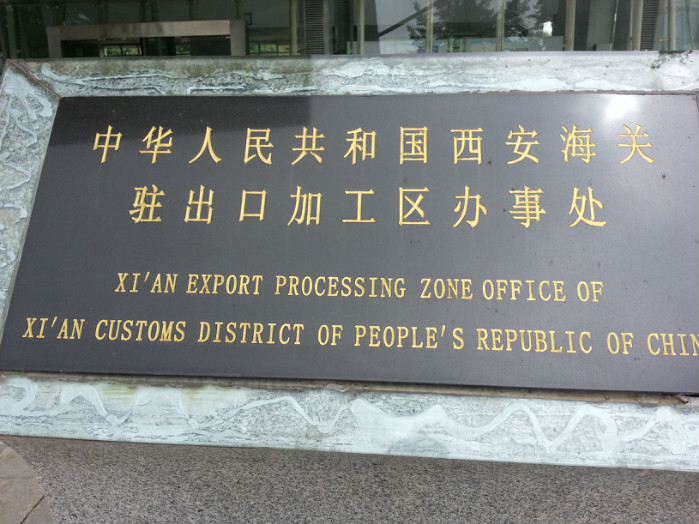 中华人民共和国西安海关
驻出口加工区办事处
XI'AN EXPORT PROCESSING ZONE OFFICE OF
XI'AN CUSTOMS DISTRICT OF PEOPLE'S REPUBLIC OF CHIN